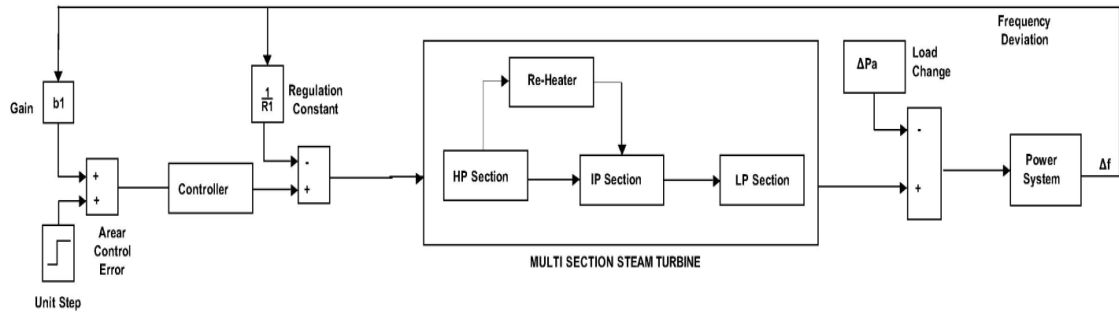 Frequency
Deviation
ΔPa
Load
Change
Re-Heater
Gain
b1
1
R1
Regulation
Constant
-
+
+
+
Controller
-
+
HP Section
IP Section
LP Section
Power
System
Δf
Arear
Control
Error
MULTI SECTION STEAM TURBINE
Unit Step